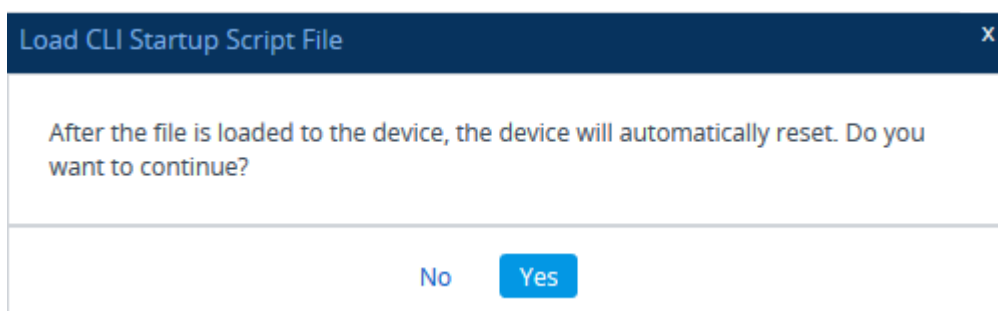 Load CLI Startup Script File
X
After the file is loaded to the device, the device will automatically reset. Do you
want to continue?
No
Yes